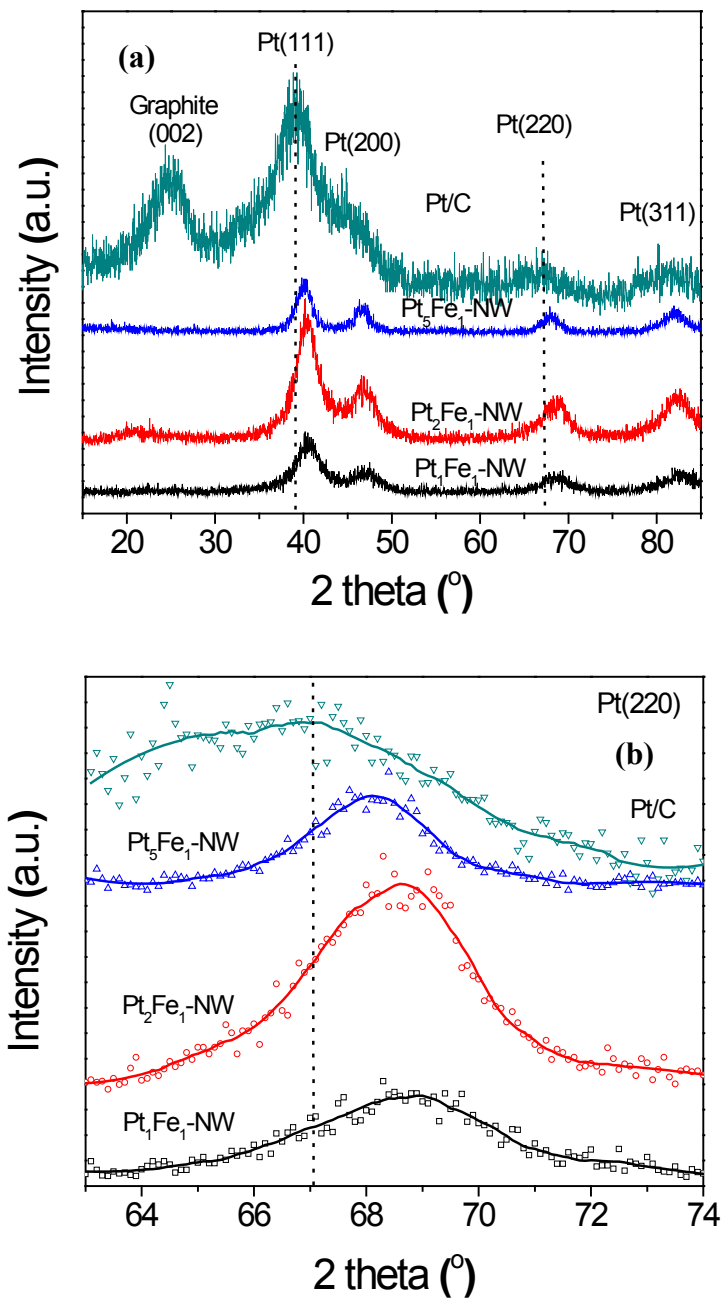 (a)
Pt(111)
Graphite
(002)
Pt(200)
Pt(220)
Pt/C
Pt(311)
Pt₅Fe₁-NW
Pt₂Fe₁-NW
Pt₁Fe₁-NW
Intensity (a.u.)
20 30 40 50 60 70 80
2 theta (°)
Pt(220)
(b)
Pt/C
Pt₅Fe₁-NW
Pt₂Fe₁-NW
Pt₁Fe₁-NW
Intensity (a.u.)
64 66 68 70 72 74
2 theta (°)